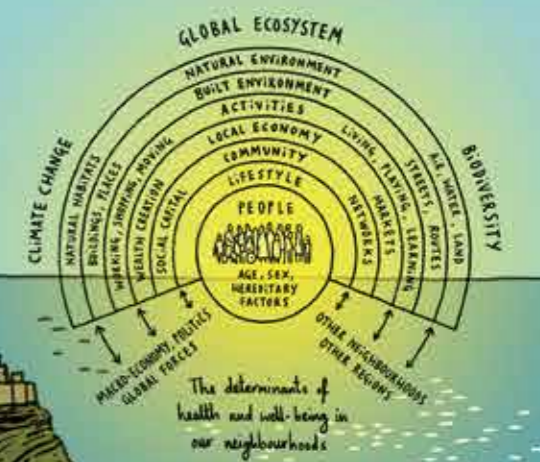 GLOBAL ECOSYSTEM
NATURAL ENVIRONMENT
BUILT ENVIRONMENT
ACTIVITIES
LOCAL ECONOMY
COMMUNITY
LIFESTYLE
PEOPLE
AGE, SEX,
HEREDITARY
FACTORS
CLIMATE CHANGE
NATURAL HABITATS
BUILDINGS, PLACES
WORKING, SHOPPING, MOVING
WEALTH CREATION
SOCIAL CAPITAL
NETWORKS
MARKETS
LIVING, PLAYING, LEARNING
STREETS, ROUTES
AIR, WATER, LAND
BIODIVERSITY
MACRO-ECONOMY, POLITICS
GLOBAL FORCES
OTHER NEIGHBOURHOODS
OTHER REGIONS
The determinants of
health and well-being in
our neighbourhoods